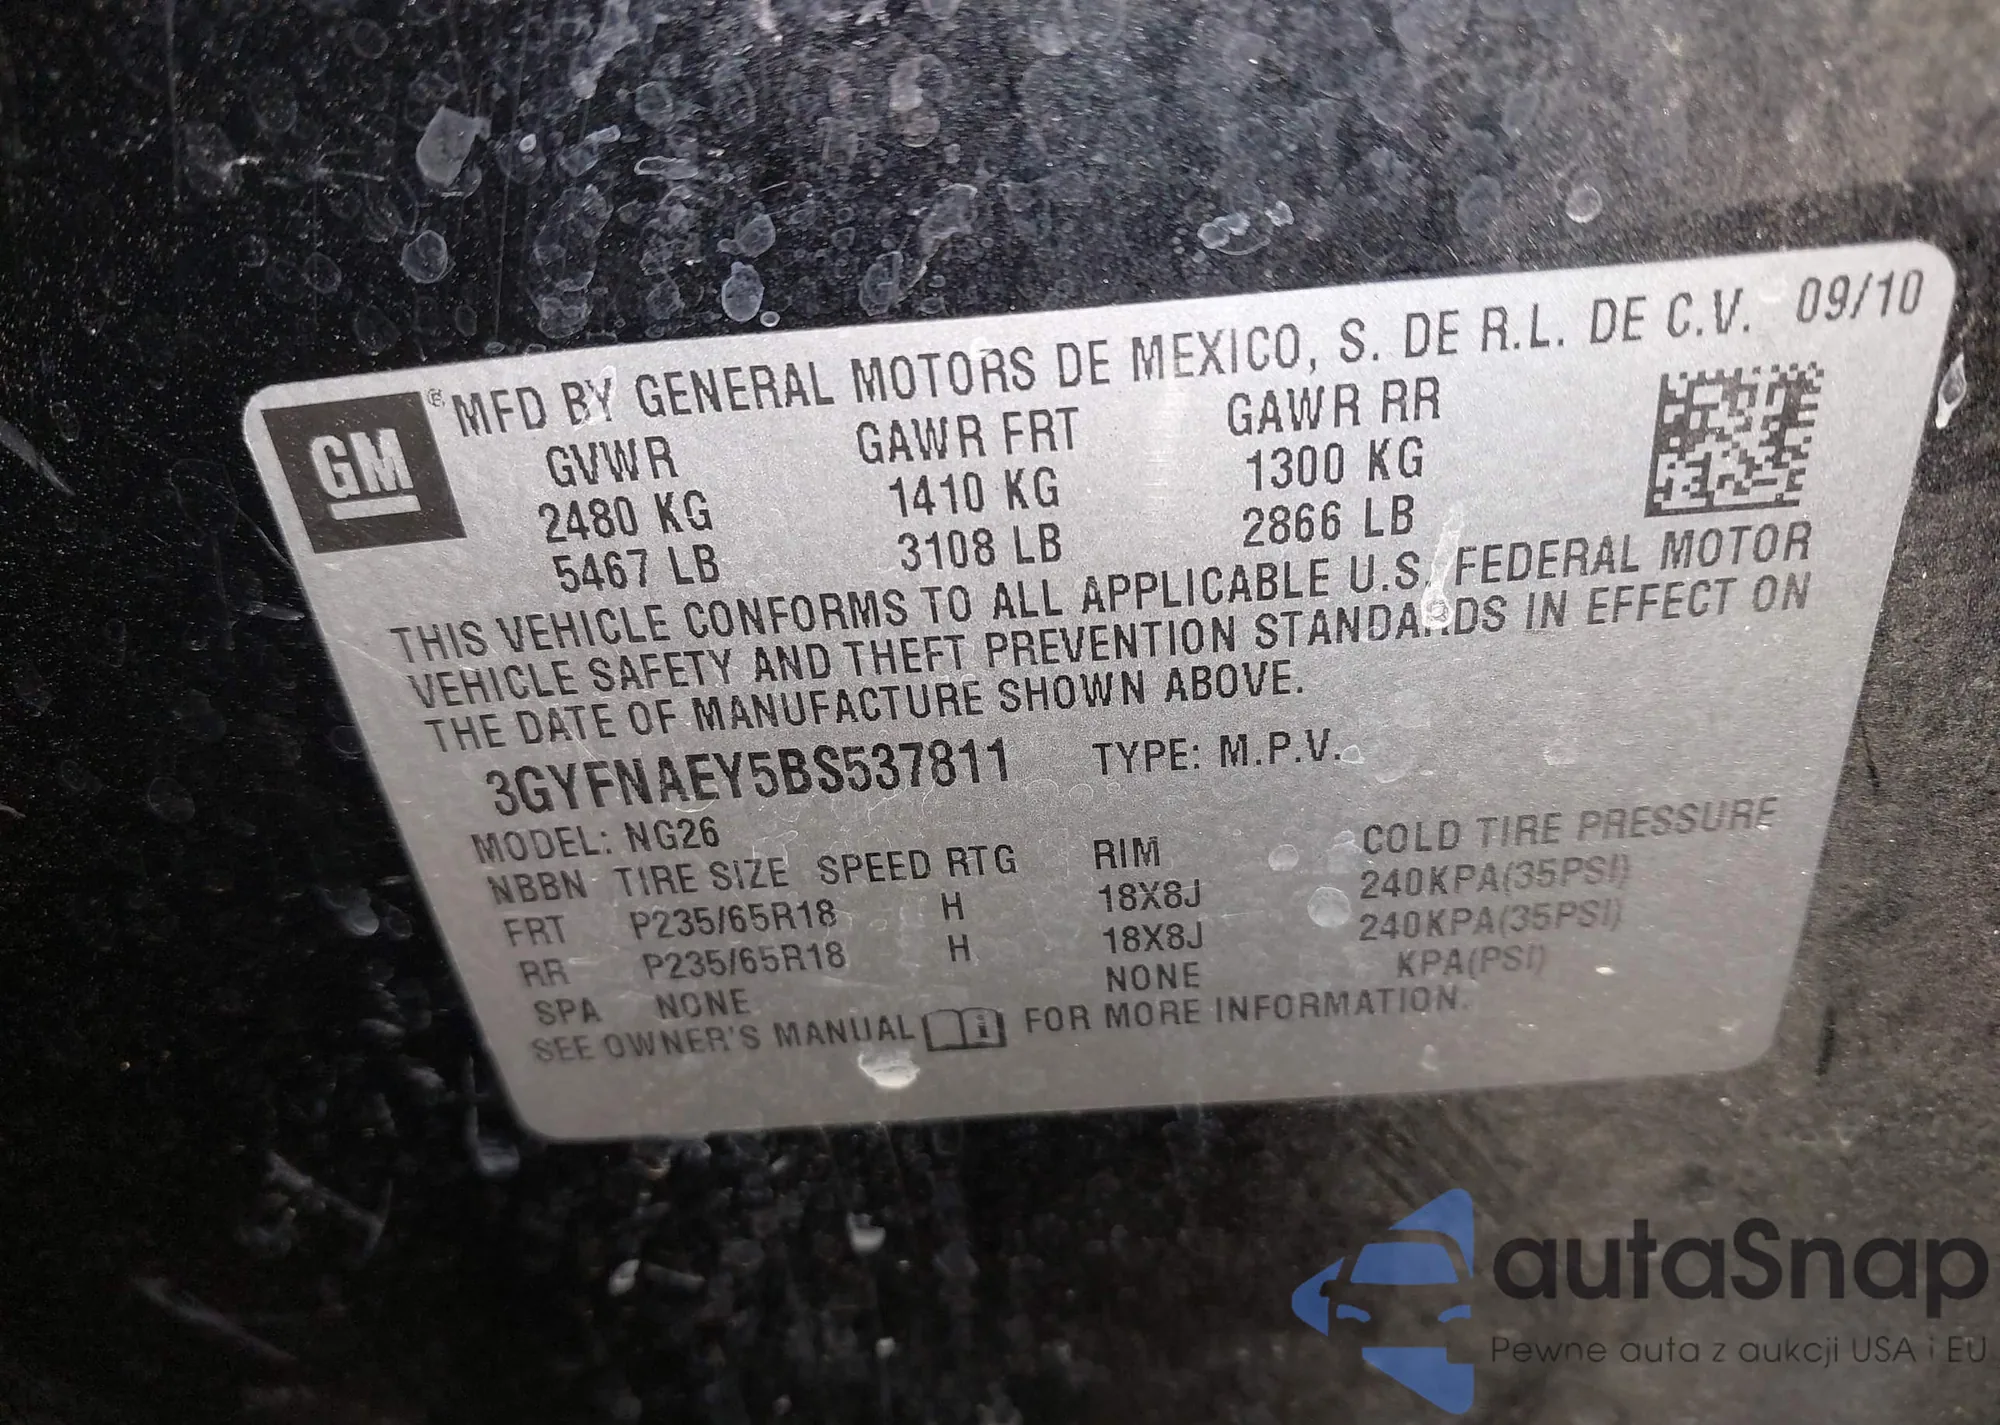 GM
® MFD BY GENERAL MOTORS DE MEXICO, S. DE R.L. DE C.V. 09/10
GVWR GAWR FRT GAWR RR
2480 KG 1410 KG 1300 KG
5467 LB 3108 LB 2866 LB
THIS VEHICLE CONFORMS TO ALL APPLICABLE U.S. FEDERAL MOTOR
VEHICLE SAFETY AND THEFT PREVENTION STANDARDS IN EFFECT ON
THE DATE OF MANUFACTURE SHOWN ABOVE.
3GYFNAEY5BS537811 TYPE: M.P.V.
MODEL: NG26
NBBN TIRE SIZE SPEED RTG RIM COLD TIRE PRESSURE
FRT P235/65R18 H 18X8J 240KPA(35PSI)
RR P235/65R18 H 18X8J 240KPA(35PSI)
SPA NONE NONE KPA(PSI)
SEE OWNER'S MANUAL i FOR MORE INFORMATION.
autaSnap
Pewne auta z aukcji USA i EU